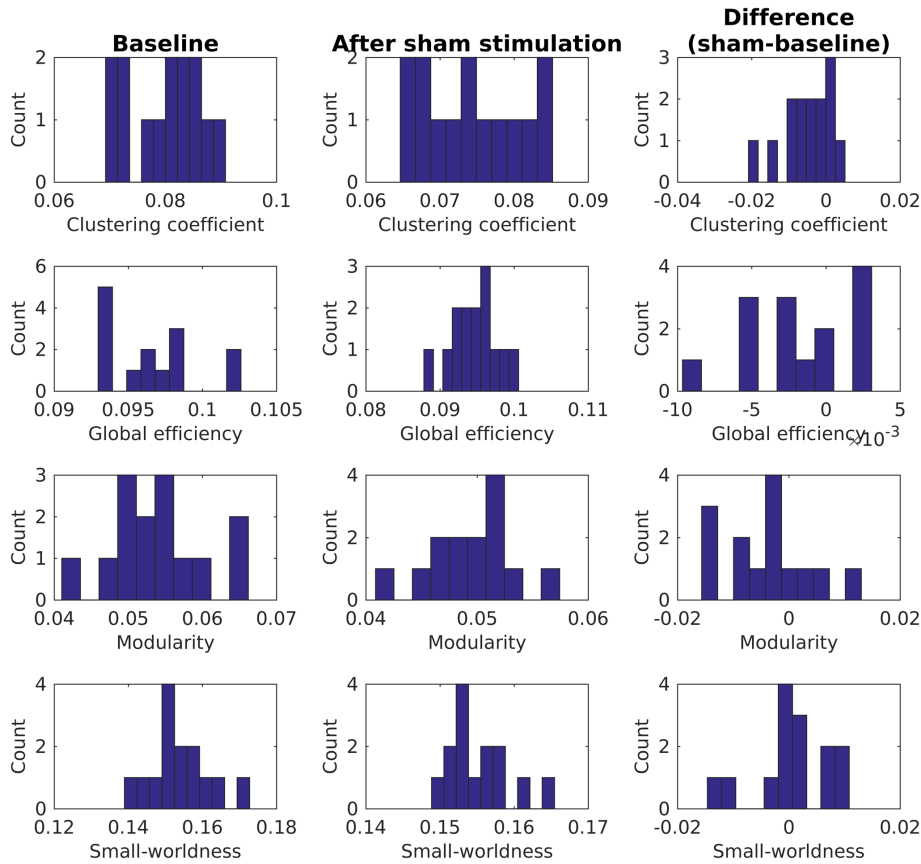 Baseline
After sham stimulation
Difference
(sham-baseline)
Count
2
1
0
0.06 0.08 0.1
Clustering coefficient
Count
2
1
0
0.06 0.07 0.08 0.09
Clustering coefficient
Count
3
2
1
0
-0.04 -0.02 0 0.02
Clustering coefficient
Count
6
4
2
0
0.09 0.095 0.1 0.105
Global efficiency
Count
3
2
1
0
0.08 0.09 0.1 0.11
Global efficiency
Count
4
2
0
-10 -5 0 5
Global efficiency
×10-3
Count
3
2
1
0
0.04 0.05 0.06 0.07
Modularity
Count
4
2
0
0.04 0.05 0.06
Modularity
Count
4
2
0
-0.02 0 0.02
Modularity
Count
4
2
0
0.12 0.14 0.16 0.18
Small-worldness
Count
4
2
0
0.14 0.15 0.16 0.17
Small-worldness
Count
4
3
2
1
0
-0.02 0 0.02
Small-worldness